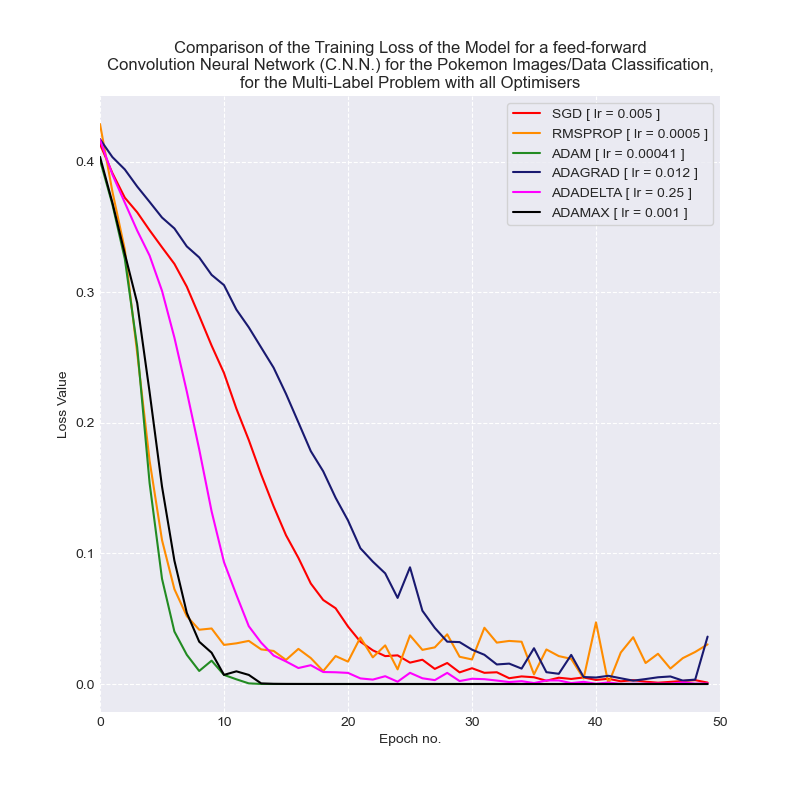 Comparison of the Training Loss of the Model for a feed-forward
Convolution Neural Network (C.N.N.) for the Pokemon Images/Data Classification,
for the Multi-Label Problem with all Optimisers
SGD [ lr = 0.005 ]
RMSPROP [ lr = 0.0005 ]
ADAM [ lr = 0.00041 ]
ADAGRAD [ lr = 0.012 ]
ADADELTA [ lr = 0.25 ]
ADAMAX [ lr = 0.001 ]
0.4
0.3
0.2
0.1
0.0
Loss Value
0 10 20 30 40 50
Epoch no.